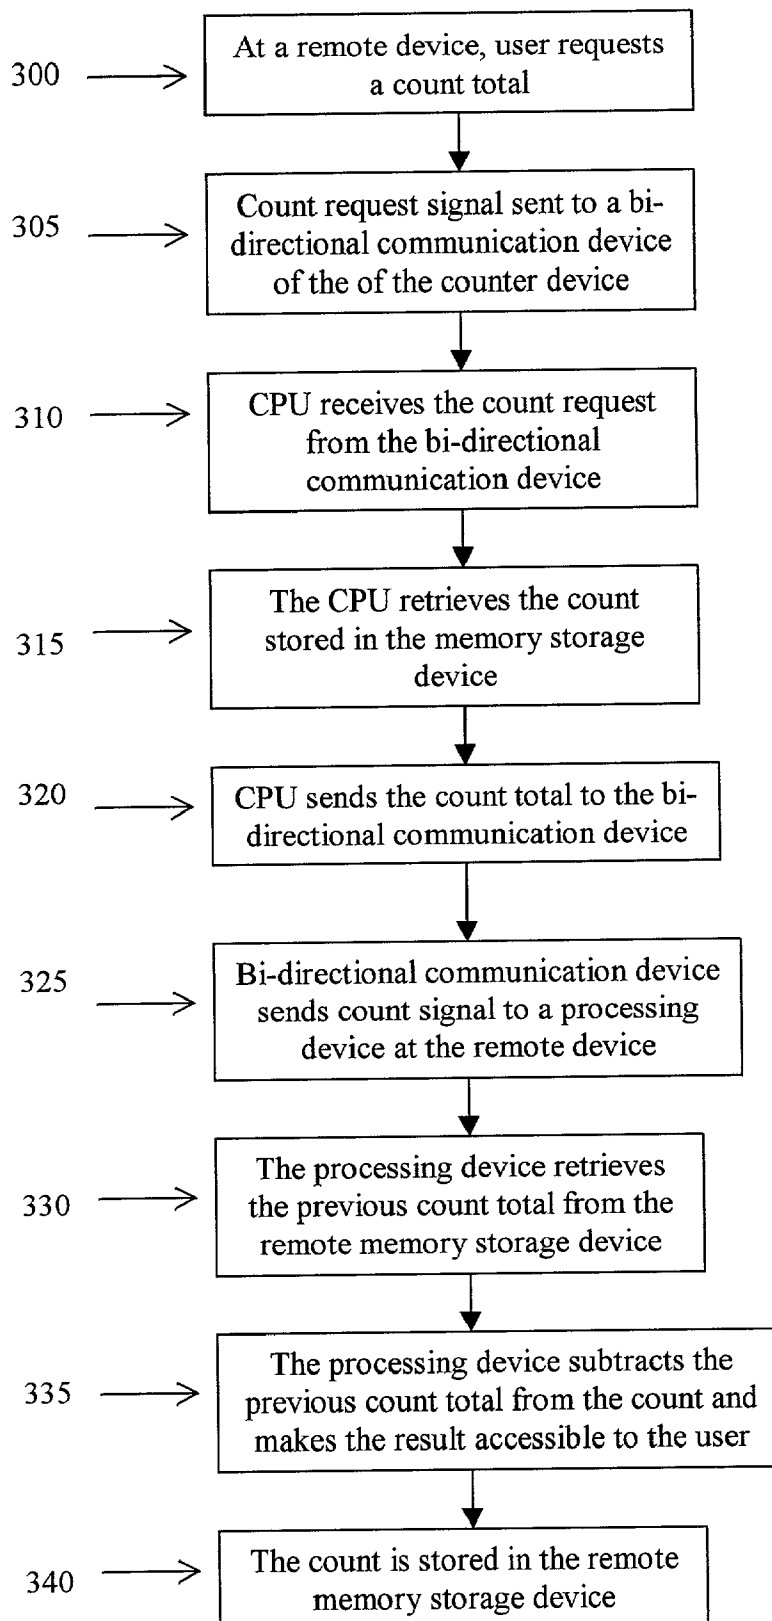 300
At a remote device, user requests
a count total
305
Count request signal sent to a bi-
directional communication device
of the of the counter device
310
CPU receives the count request
from the bi-directional
communication device
315
The CPU retrieves the count
stored in the memory storage
device
320
CPU sends the count total to the bi-
directional communication device
325
Bi-directional communication device
sends count signal to a processing
device at the remote device
330
The processing device retrieves
the previous count total from the
remote memory storage device
335
The processing device subtracts the
previous count total from the count and
makes the result accessible to the user
340
The count is stored in the remote
memory storage device